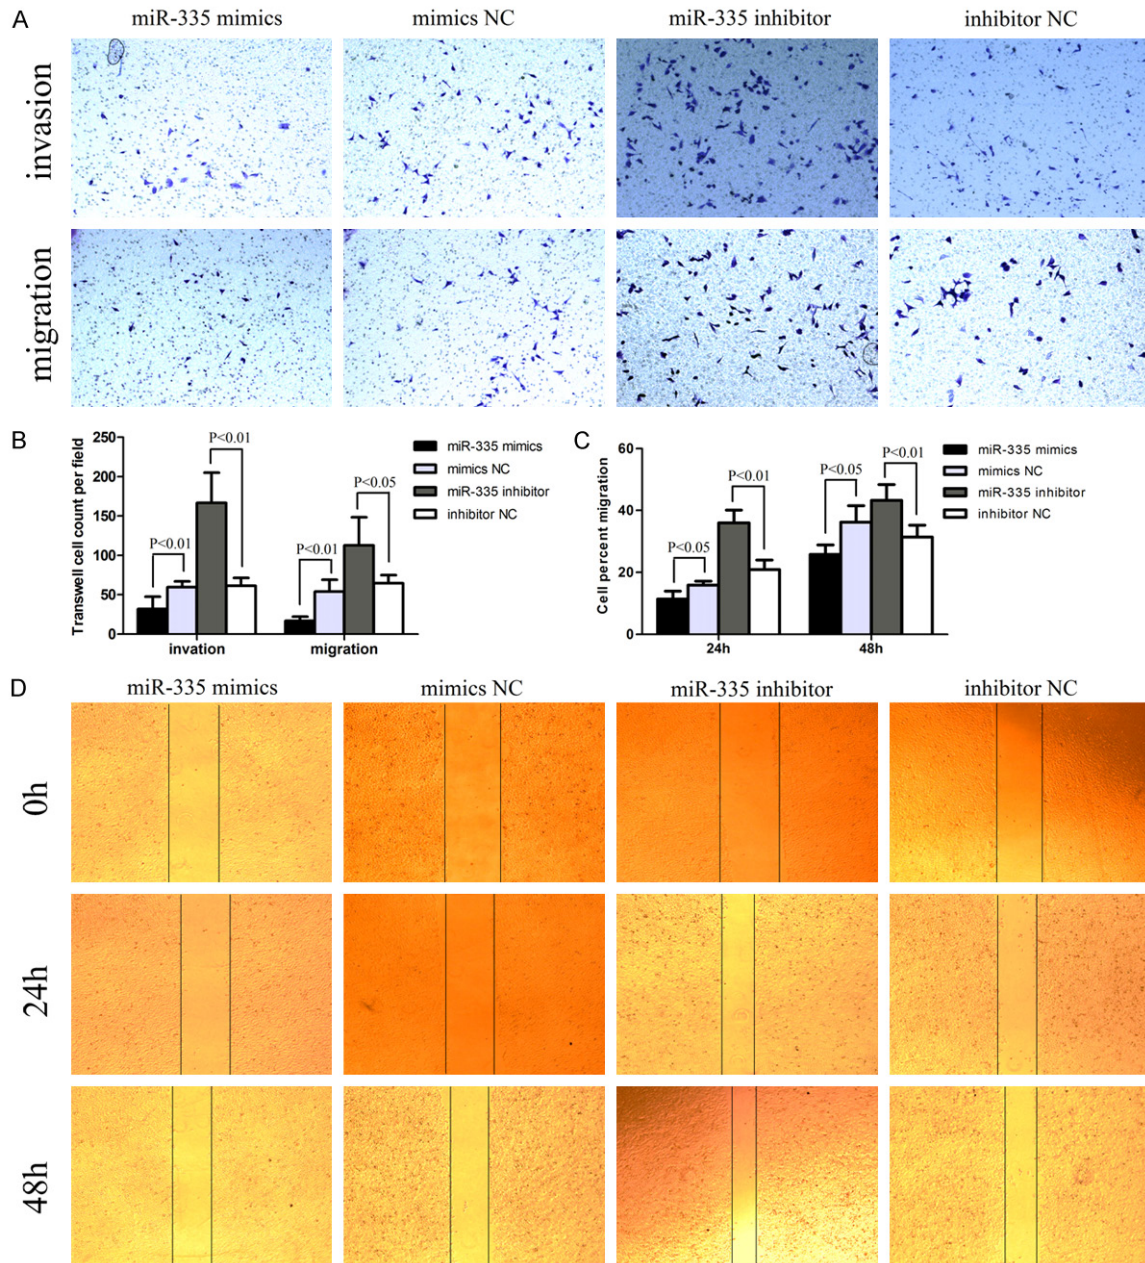 A
miR-335 mimics
mimics NC
miR-335 inhibitor
inhibitor NC
invasion
migration
B
Transwell cell count per field
250
200
150
100
50
0
P<0.01
P<0.01
P<0.01
P<0.05
invation
migration
miR-335 mimics
mimics NC
miR-335 inhibitor
inhibitor NC
C
Cell percent migration
60
40
20
0
P<0.05
P<0.01
P<0.05
P<0.01
24h
48h
miR-335 mimics
mimics NC
miR-335 inhibitor
inhibitor NC
D
miR-335 mimics
mimics NC
miR-335 inhibitor
inhibitor NC
0h
24h
48h